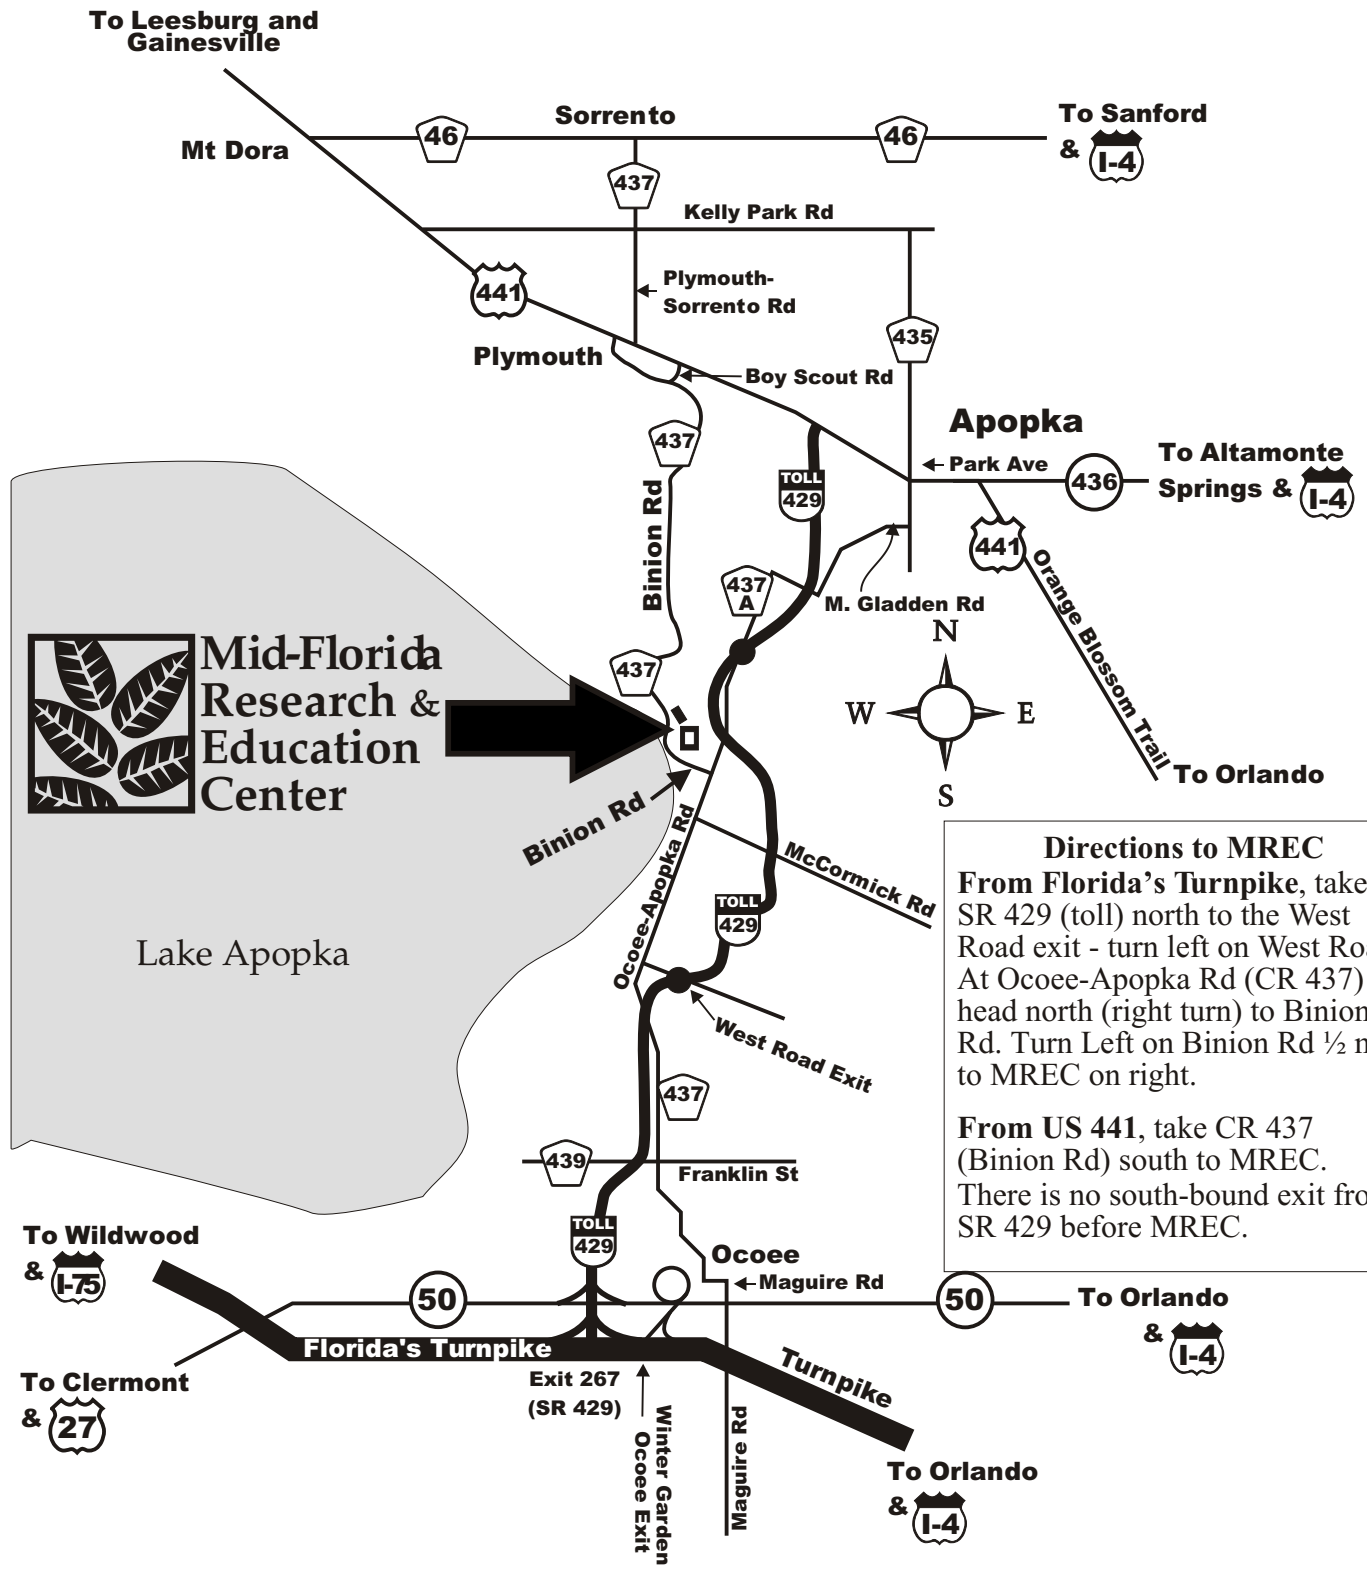 To Leesburg and
Gainesville
Sorrento
46
46
To Sanford
& I-4
Mt Dora
437
Kelly Park Rd
441
Plymouth-
Sorrento Rd
435
Plymouth
Boy Scout Rd
Apopka
437
Park Ave
436
To Altamonte
Springs & I-4
TOLL
429
Binion Rd
441
Orange Blossom Trail
437
A
M. Gladden Rd
N
W
E
S
Mid-Florida
Research &
Education
Center
437
To Orlando
Binion Rd
Ocoee-Apopka Rd
McCormick Rd
TOLL
429
Lake Apopka
West Road Exit
437
Directions to MREC
From Florida's Turnpike, take
SR 429 (toll) north to the West
Road exit - turn left on West
At Ocoee-Apopka Rd (CR 437)
head north (right turn) to Binion
Rd. Turn Left on Binion Rd ½
to MREC on right.
From US 441, take CR 437
(Binion Rd) south to MREC.
There is no south-bound exit
SR 429 before MREC.
439
Franklin St
TOLL
429
To Wildwood
& I-75
Ocoee
Maguire Rd
50
50
To Orlando
& I-4
Florida's Turnpike
Turnpike
To Clermont
& 27
Exit 267
(SR 429)
Winter Garden
Ocoee Exit
Maguire Rd
To Orlando
& I-4